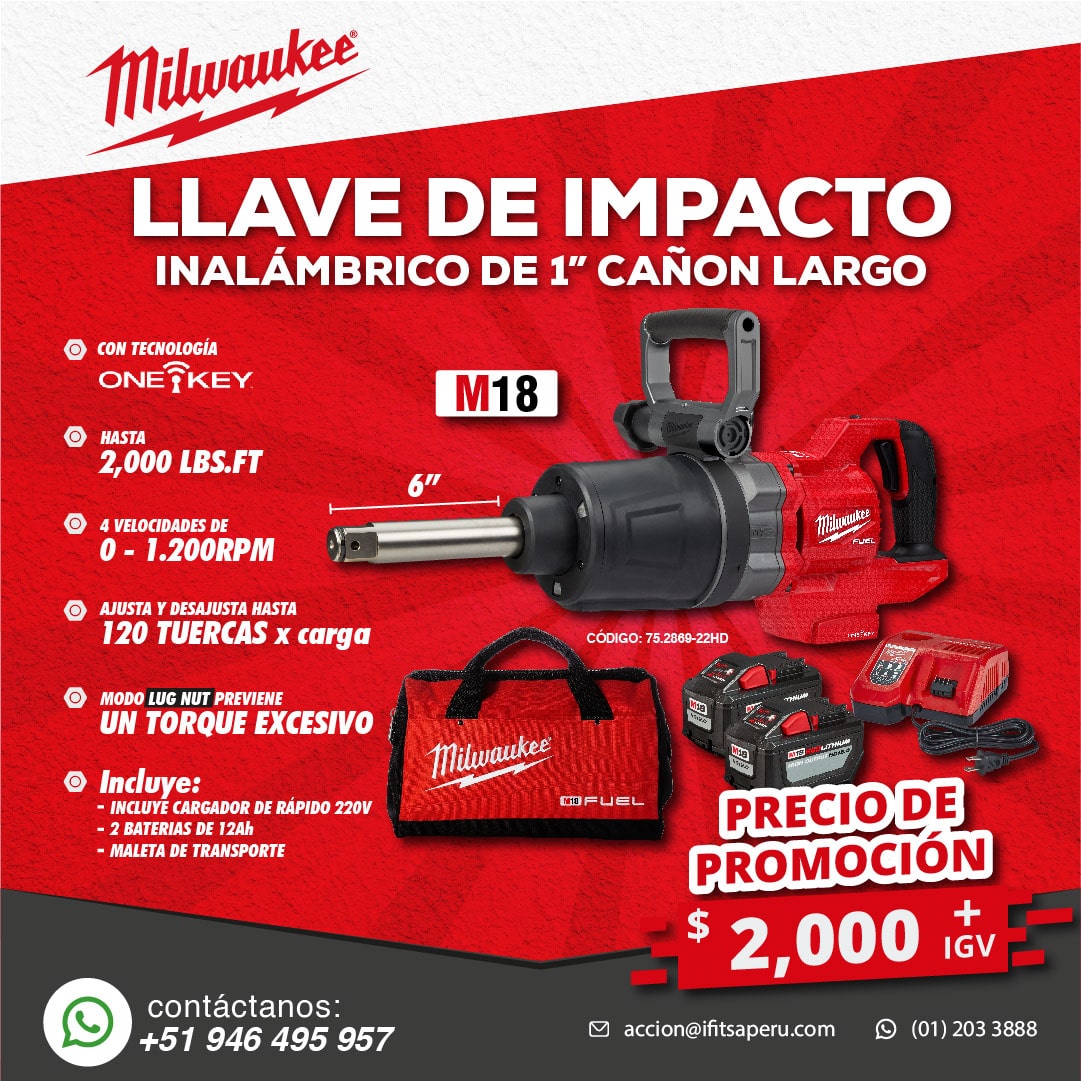 Milwaukee®
LLAVE DE IMPACTO
INALÁMBRICO DE 1” CAÑON LARGO
CON TECNOLOGÍA
ONE KEY
M18
HASTA
2,000 LBS.FT
6”
4 VELOCIDADES DE
0 - 1.200RPM
Milwaukee
FUEL
AJUSTA Y DESAJUSTA HASTA
120 TUERCAS x carga
CÓDIGO: 75.2869-22HD
MODO LUG NUT PREVIENE
UN TORQUE EXCESIVO
Milwaukee
M18 FUEL
M18
M18
Incluye:
- INCLUYE CARGADOR DE RÁPIDO 220V
- 2 BATERIAS DE 12Ah
- MALETA DE TRANSPORTE
PRECIO DE
PROMOCIÓN
$ 2,000 + IGV
contáctanos:
+51 946 495 957
accion@ifitsaperu.com
(01) 203 3888